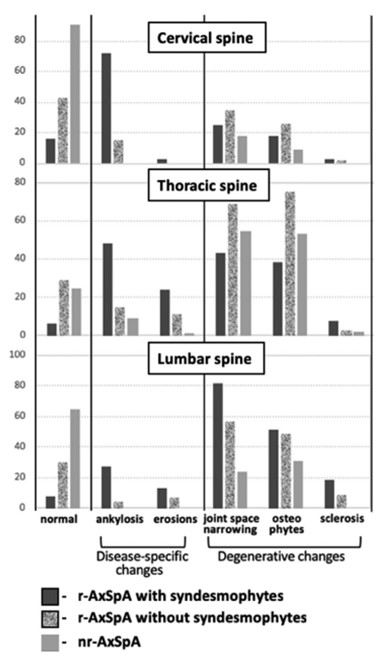 Cervical spine
80
60
40
20
0
Thoracic spine
80
60
40
20
0
Lumbar spine
100
80
60
40
20
0
normal ankylosis erosions joint space narrowing osteo phytes sclerosis
Disease-specific changes
Degenerative changes
- r-AxSpA with syndesmophytes
- r-AxSpA without syndesmophytes
- nr-AxSpA